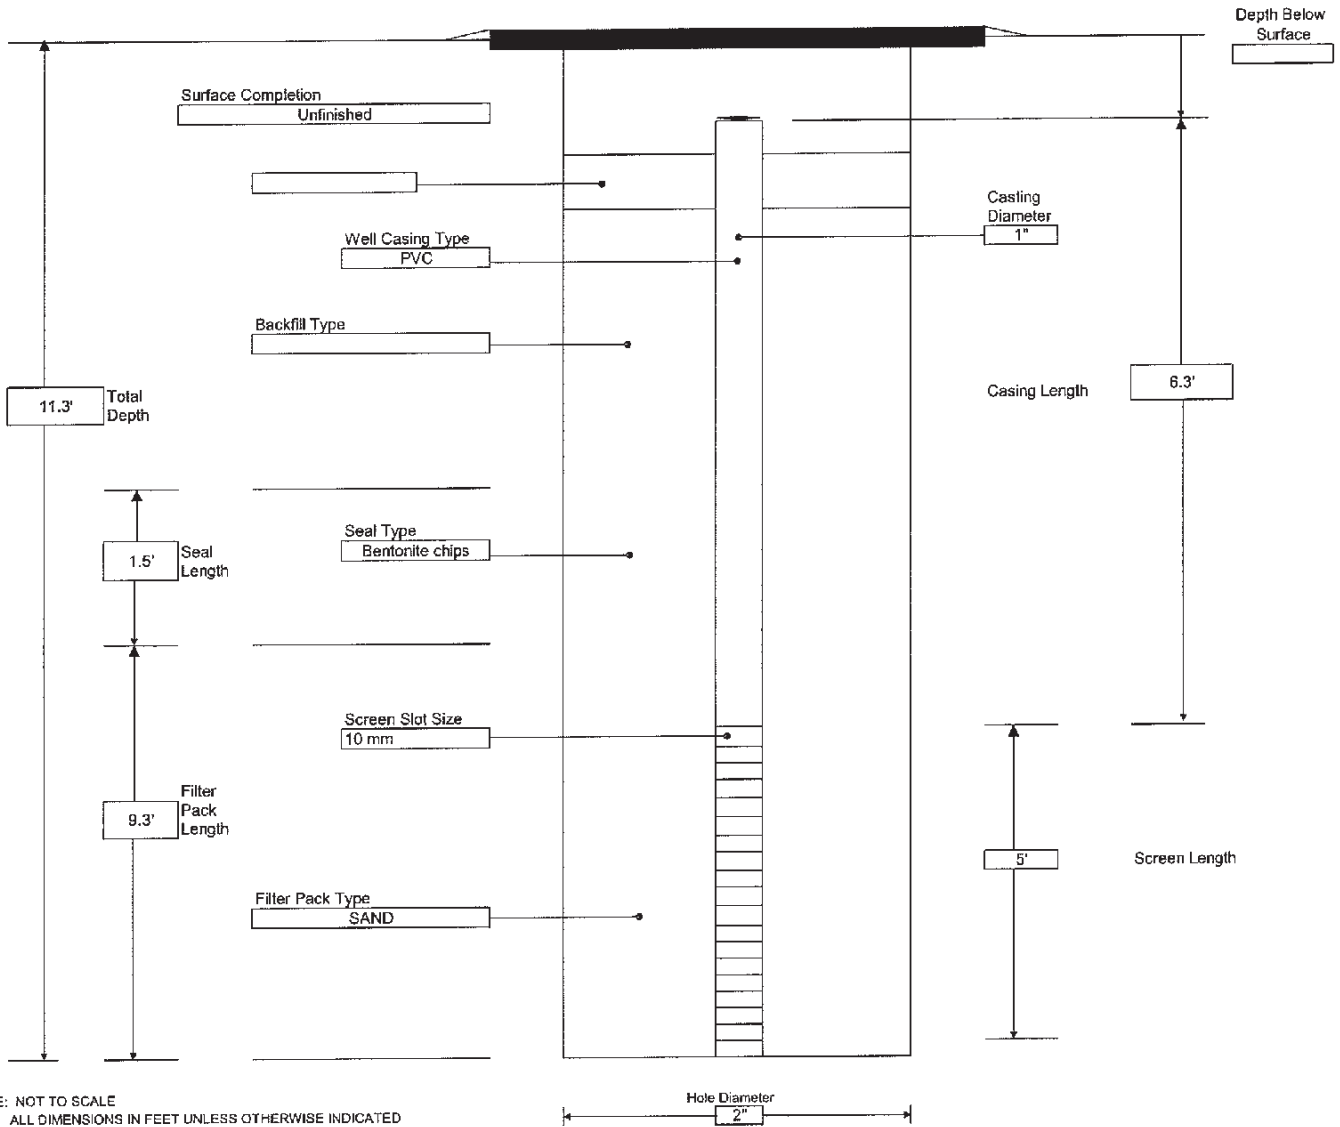 Depth Below
Surface
Surface Completion
Unfinished
Casting
Diameter
1"
Well Casing Type
PVC
Backfill Type
11.3'
Total
Depth
Casing Length
6.3'
Seal Type
Bentonite chips
1.5'
Seal
Length
Screen Slot Size
10 mm
9.3'
Filter
Pack
Length
5'
Screen Length
Filter Pack Type
SAND
Hole Diameter
2"
E: NOT TO SCALE
ALL DIMENSIONS IN FEET UNLESS OTHERWISE INDICATED